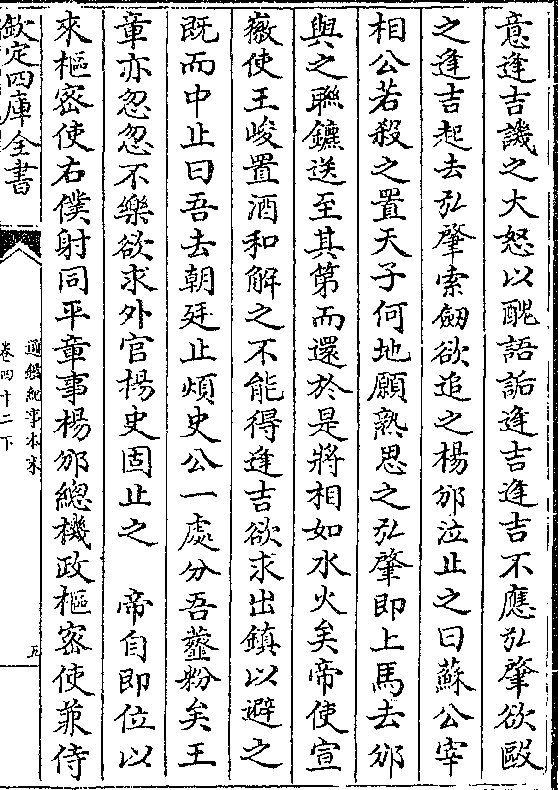 意逢吉譏之大怒以醜語詬逢吉逢吉不應弘肇欲毆
之逢吉起去弘肇索劒欲追之楊邠泣止之曰蘇公宰
相公若殺之置天子何地願熟思之弘肇即上馬去邠
與之聯鑣送至其第而還於是將相如水火矣帝使宣
徽使王峻置酒和解之不能得逢吉欲求出鎮以避之
既而中止曰吾去朝廷止煩史公一處分吾虀粉矣王
章亦忽忽不樂欲求外官楊史固止之　帝自即位以
來樞密使右僕射同平章事楊邠總機政樞密使兼侍
欽定四庫全書
通鑑紀事本末
卷四十二下
五